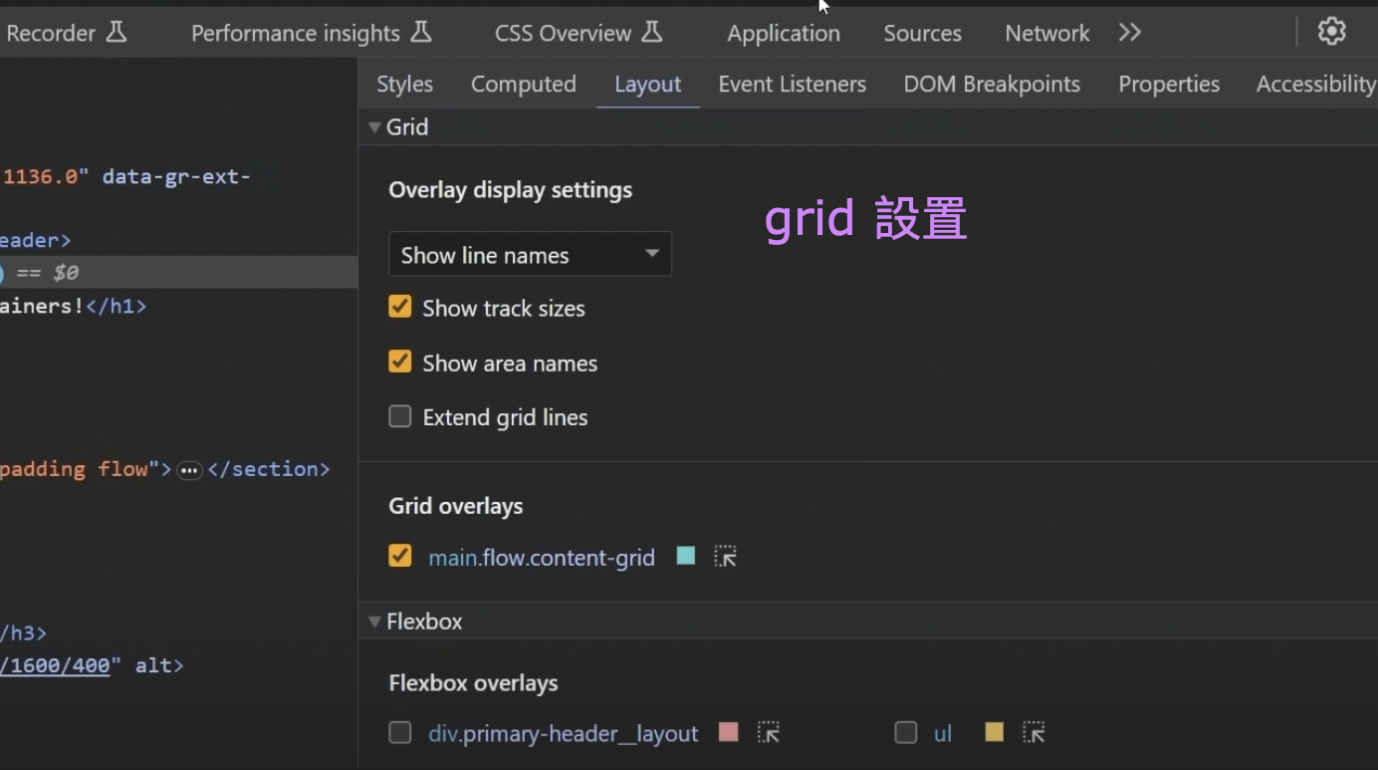 Recorder Performance insights CSS Overview Application Sources Network
Styles Computed Layout Event Listeners DOM Breakpoints Properties Accessibility
Grid
1136.0" data-gr-ext-
Overlay display settings
grid 設置
eader>
Show line names
== $0
ainers!</h1>
Show track sizes
Show area names
Extend grid lines
padding flow">…</section>
Grid overlays
main.flow.content-grid
Flexbox
/h3>
/1600/400" alt>
Flexbox overlays
div.primary-header__layout ul